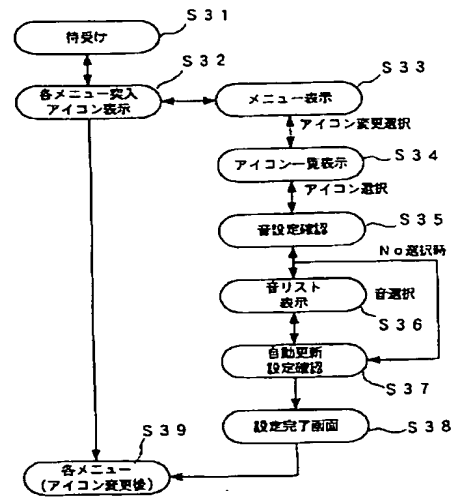 S31
待受け
S32
各メニュー突入
アイコン表示
S33
メニュー表示
アイコン変更選択
S34
アイコン一覧表示
アイコン選択
S35
音設定確認
No選択時
音リスト
表示
音選択
S36
自動更新
設定確認
S37
設定完了画面
S38
S39
各メニュー
(アイコン変更後)